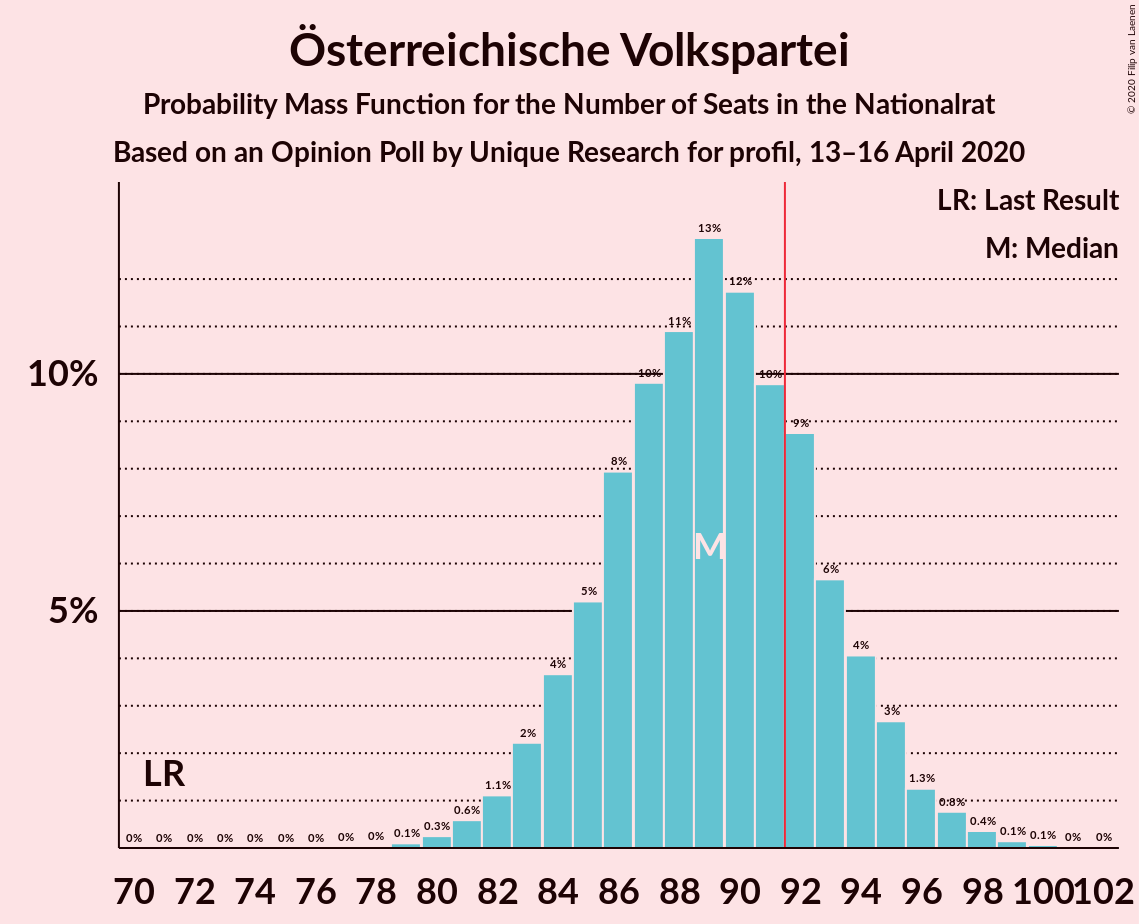 Österreichische Volkspartei
Probability Mass Function for the Number of Seats in the Nationalrat
Based on an Opinion Poll by Unique Research for profil, 13–16 April 2020
© 2020 Filip van Laenen
LR: Last Result
M: Median
10%
5%
0% 0% 0% 0% 0% 0% 0% 0% 0% 0.1% 0.3% 0.6% 1.1% 2% 4% 5% 8% 10% 11% 13% 12% 10% 9% 6% 4% 3% 1.3% 0.8% 0.4% 0.1% 0.1% 0% 0%
M
LR
70 72 74 76 78 80 82 84 86 88 90 92 94 96 98 100 102